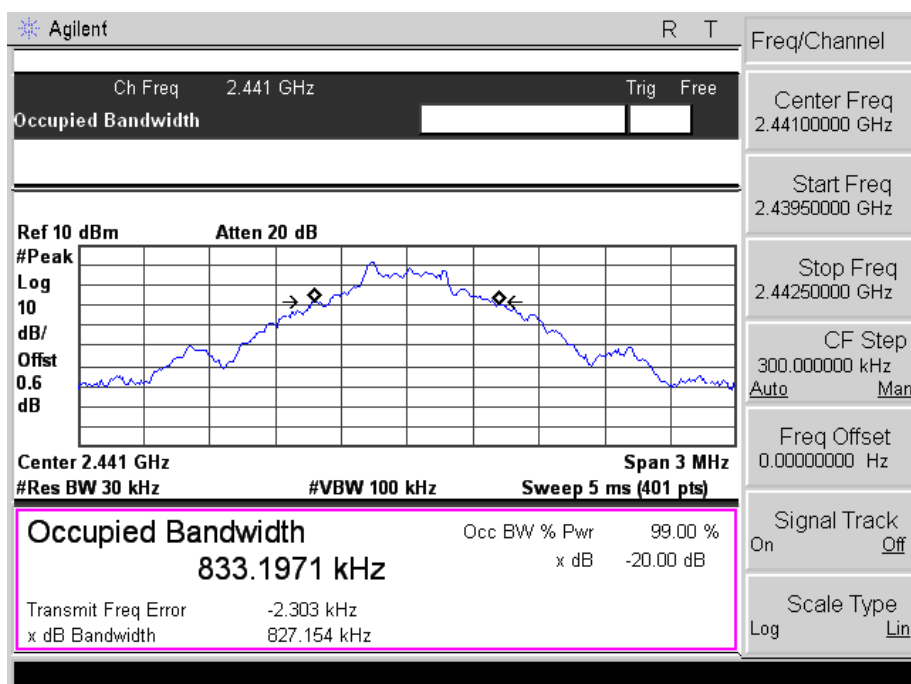 Agilent R T
Ch Freq 2.441 GHz Trig Free
Occupied Bandwidth
Ref 10 dBm Atten 20 dB
#Peak
Log
10
dB/
Offst
0.6
dB
Center 2.441 GHz Span 3 MHz
#Res BW 30 kHz #VBW 100 kHz Sweep 5 ms (401 pts)
Occupied Bandwidth
833.1971 kHz
Occ BW % Pwr 99.00 %
x dB -20.00 dB
Transmit Freq Error -2.303 kHz
x dB Bandwidth 827.154 kHz
Freq/Channel
Center Freq
2.44100000 GHz
Start Freq
2.43950000 GHz
Stop Freq
2.44250000 GHz
CF Step
300.000000 kHz
Auto Man
Freq Offset
0.00000000 Hz
Signal Track
On Off
Scale Type
Log Lin